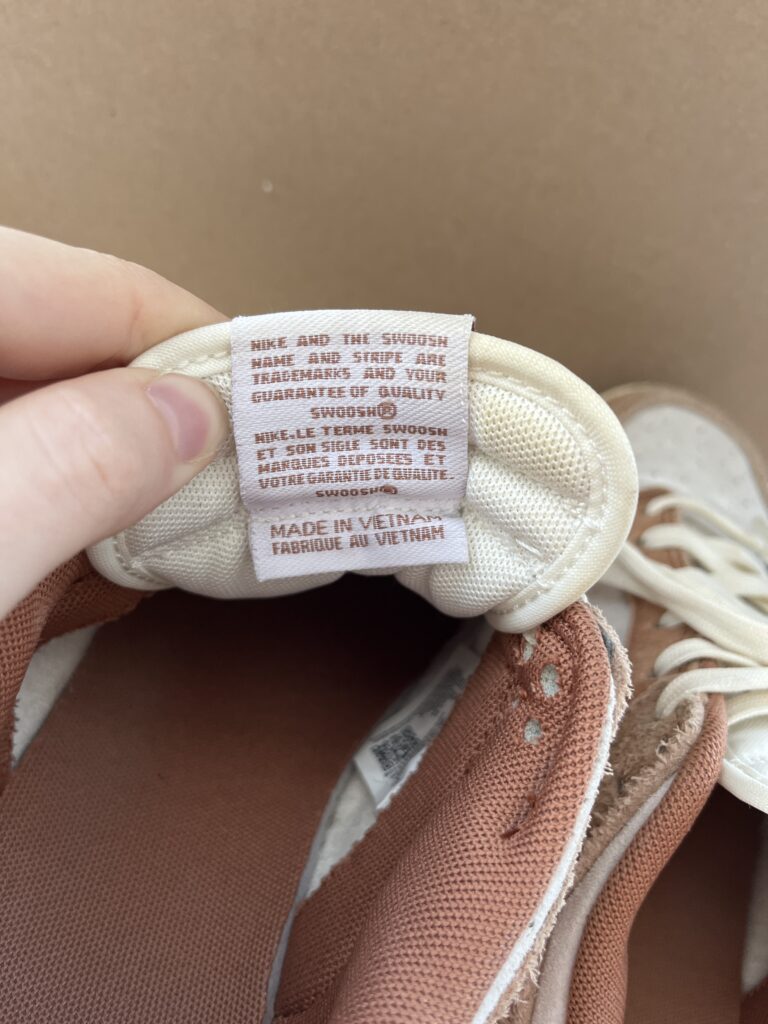 NIKE AND THE SWOOSH
NAME AND STRIPE ARE
TRADEMARKS AND YOUR
GUARANTEE OF QUALITY
SWOOSH®
NIKE.LE TERME SWOOSH
ET SON SIGLE SONT DES
MARQUES DEPOSEES ET
VOTRE GARANTIE DE QUALITE.
SWOOSH®
MADE IN VIETNAM
FABRIQUE AU VIETNAM